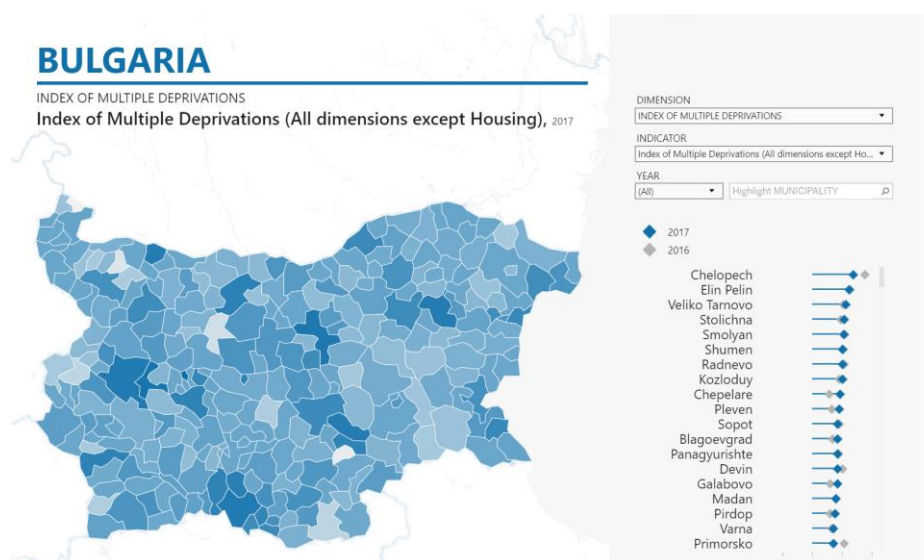 BULGARIA
INDEX OF MULTIPLE DEPRIVATIONS
Index of Multiple Deprivations (All dimensions except Housing), 2017
DIMENSION
INDEX OF MULTIPLE DEPRIVATIONS
INDICATOR
Index of Multiple Deprivations (All dimensions except Ho...
YEAR
(All) Highlight MUNICIPALITY
2017
2016
Chelopech
Elin Pelin
Veliko Tarnovo
Stolichna
Smolyan
Shumen
Radnevo
Kozloduy
Chepelare
Pleven
Sopot
Blagoevgrad
Panagyurishte
Devin
Galabovo
Madan
Pirdop
Varna
Primorsko